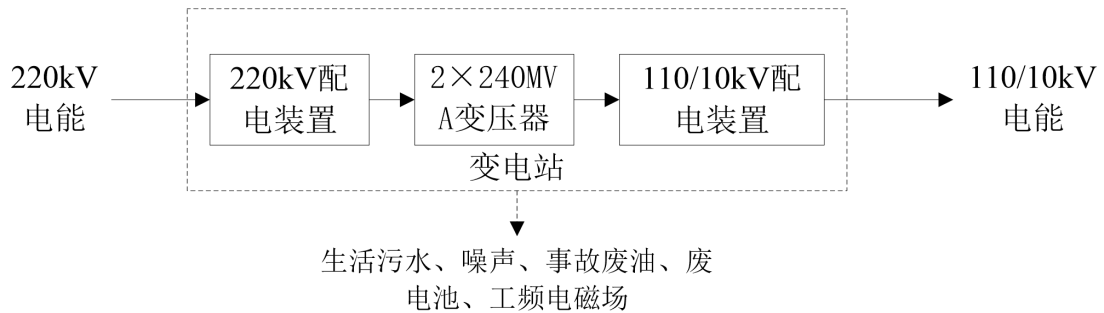 220kV
电能
220kV配
电装置
2×240MV
A变压器
110/10kV配
电装置
110/10kV
电能
变电站
生活污水、噪声、事故废油、废
电池、工频电磁场